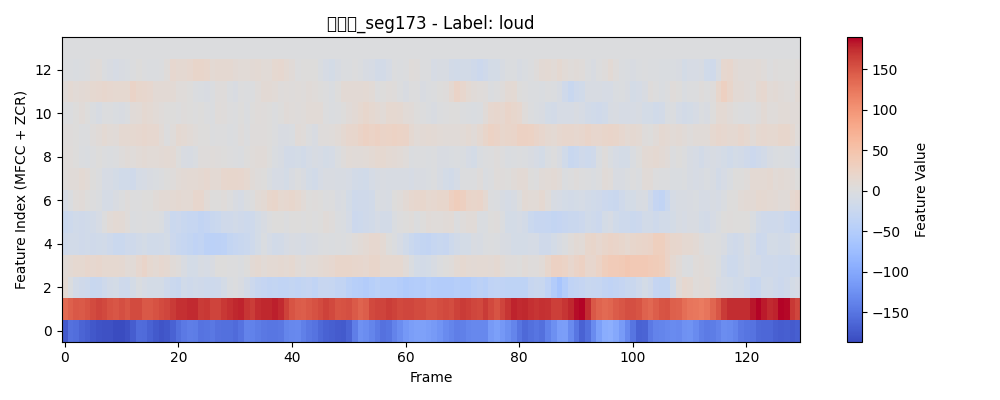 _seg173 - Label: loud
Feature Index (MFCC + ZCR)
12
10
8
6
4
2
0
0 20 40 60 80 100 120
Frame
150
100
50
0
−50
−100
−150
Feature Value